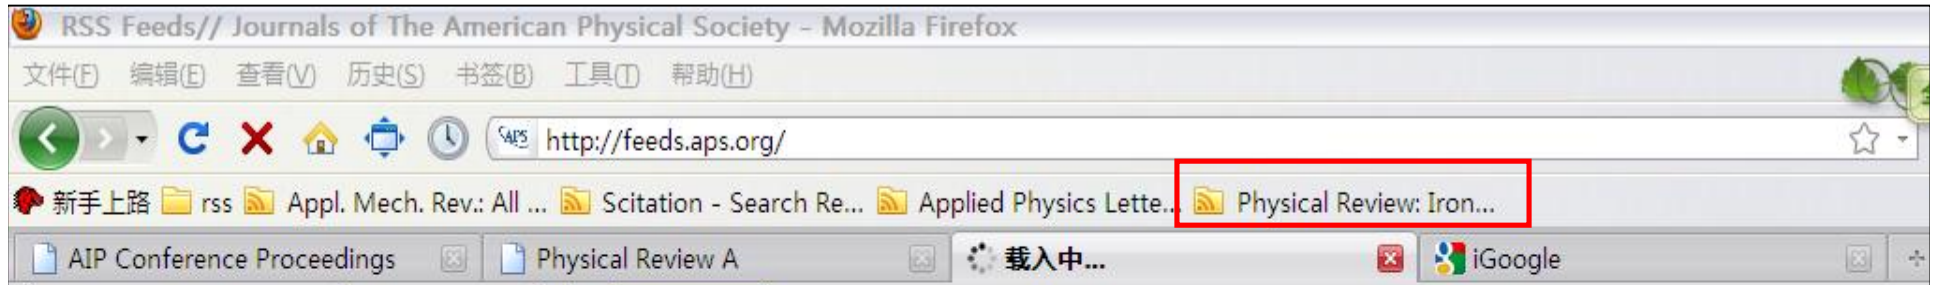 RSS Feeds// Journals of The American Physical Society - Mozilla Firefox
文件(F) 编辑(E) 查看(V) 历史(S) 书签(B) 工具(T) 帮助(H)
http://feeds.aps.org/
新手上路 rss Appl. Mech. Rev.: All ... Scitation - Search Re... Applied Physics Lette... Physical Review: Iron...
AIP Conference Proceedings Physical Review A 载入中... iGoogle